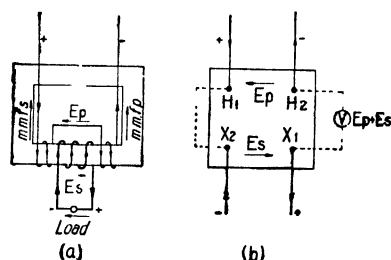 + -
mmfs
Ep
mmfp
Es
- +
Load
(a)
+ -
H1 H2
Ep
V Ep+Es
X2 X1
Es
- +
(b)